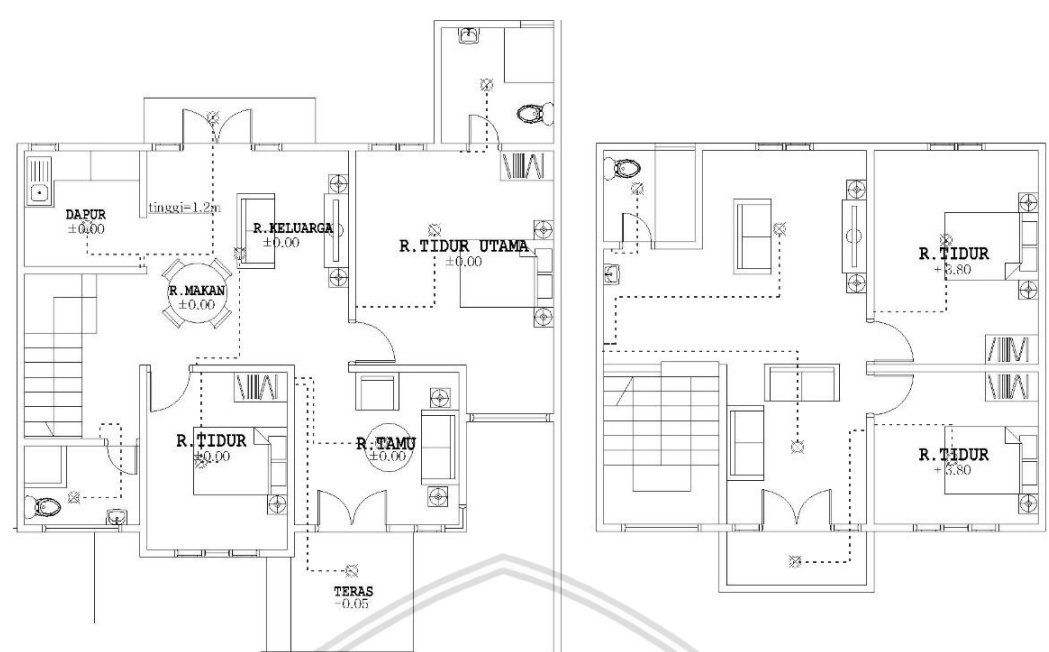 DAPUR
±0.00
tinggi=1.2m
R.KELUARGA
±0.00
R.MAKAN
±0.00
R.TIDUR UTAMA
±0.00
R.TIDUR
±0.00
R.TAMU
±0.00
TERAS
-0.05
R.TIDUR
+3.80
R.TIDUR
+3.80